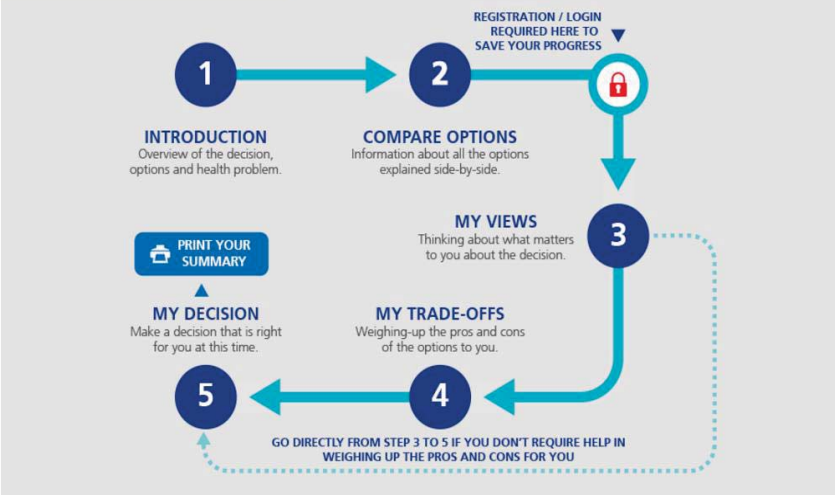 REGISTRATION / LOGIN
REQUIRED HERE TO
SAVE YOUR PROGRESS
1
2
INTRODUCTION
Overview of the decision,
options and health problem.
COMPARE OPTIONS
Information about all the options
explained side-by-side.
MY VIEWS
Thinking about what matters
to you about the decision.
3
PRINT YOUR
SUMMARY
MY DECISION
Make a decision that is right
for you at this time.
MY TRADE-OFFS
Weighing-up the pros and cons
of the options to you.
5
4
GO DIRECTLY FROM STEP 3 TO 5 IF YOU DON'T REQUIRE HELP IN
WEIGHING UP THE PROS AND CONS FOR YOU